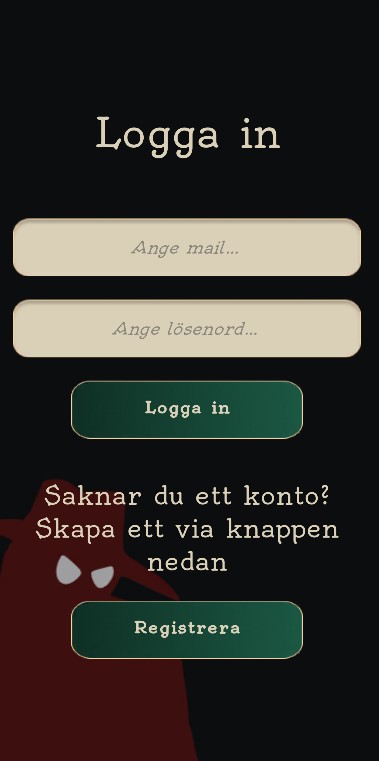 Logga in
Ange mail...
Ange lösenord...
Logga in
Saknar du ett konto?
Skapa ett via knappen
nedan
Registrera